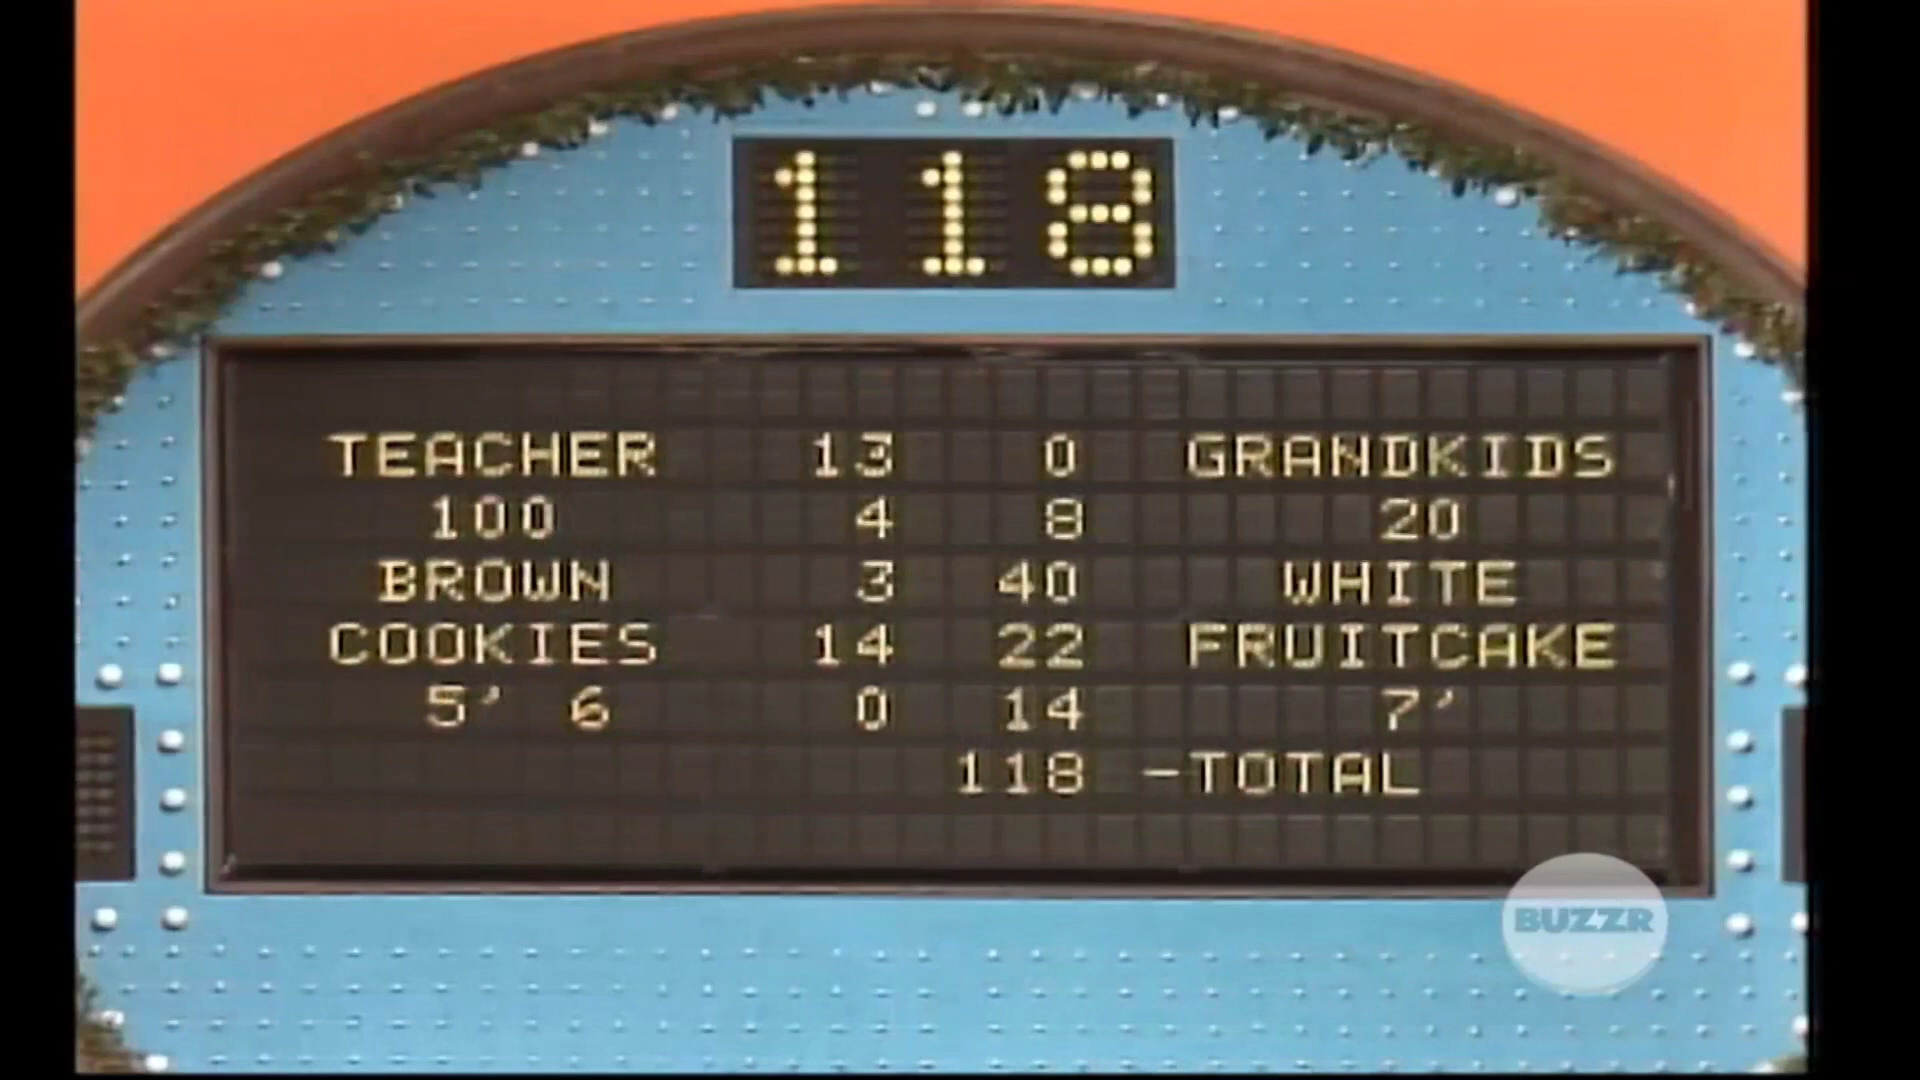 118
TEACHER 13 0 GRANDKIDS
100 4 8 20
BROWN 3 40 WHITE
COOKIES 14 22 FRUITCAKE
5' 6 0 14 7'
118 -TOTAL
BUZZR